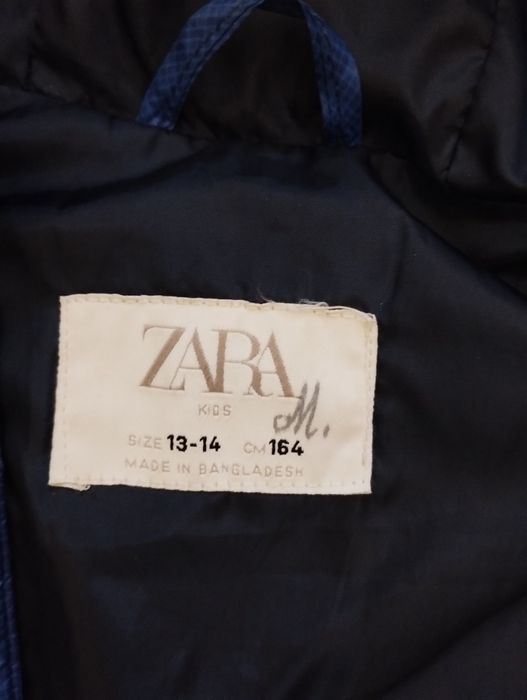 ZARA
KIDS
M.
SIZE 13-14 CM 164
MADE IN BANGLADESH